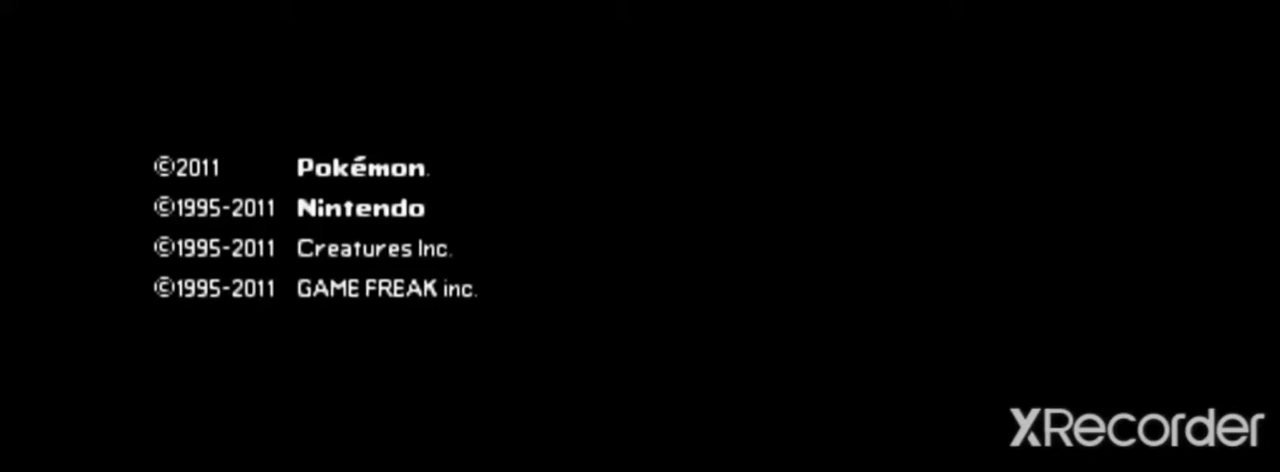 ©2011 Pokémon.
©1995-2011 Nintendo
©1995-2011 Creatures Inc.
©1995-2011 GAME FREAK inc.
XRecorder